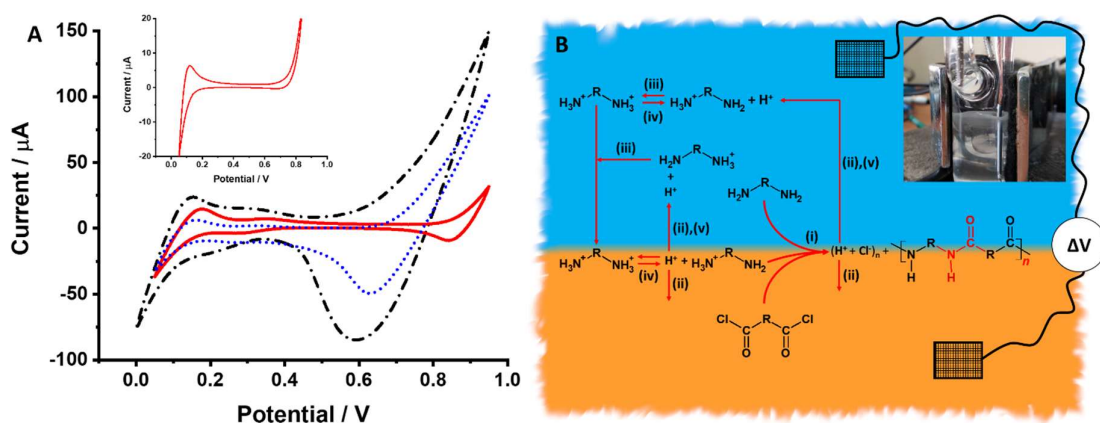 A
150
100
50
0
-50
-100
0.0
0.2
0.4
0.6
0.8
1.0
Current / μA
Potential / V
20
10
0
-10
-20
0.0
0.2
0.4
0.6
0.8
1.0
Current / μA
Potential / V
B
H₃N⁺
R
NH₃⁺
(iii)
(iv)
H₃N⁺
R
NH₂ + H⁺
(iii)
H₂N
R
NH₃⁺
+
H⁺
(ii),(v)
(ii),(v)
H₂N
R
NH₂
(i)
H₃N⁺
R
NH₃⁺
(iv)
H⁺ + H₃N⁺
R
NH₂
(ii)
(H⁺ + Cl⁻)n +
(ii)
N
H
R
N
H
O
C
R
O
C
n
Cl
C
O
R
Cl
C
O
ΔV